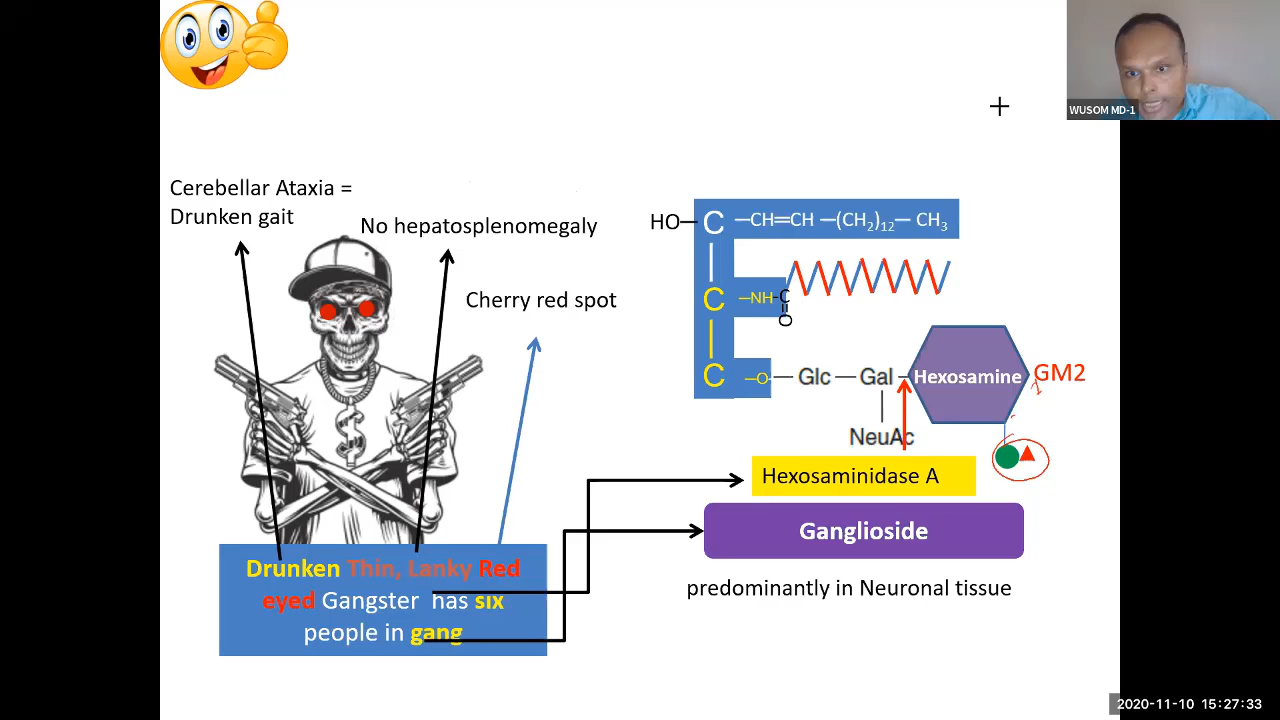 WUSOM MD-1
Cerebellar Ataxia =
Drunken gait
No hepatosplenomegaly
Cherry red spot
HO C —CH=CH —(CH2)12— CH3
C —NH-C
O
C —O— Glc — Gal — Hexosamine GM2
NeuAc
Hexosaminidase A
Ganglioside
predominantly in Neuronal tissue
Drunken Thin, Lanky Red
eyed Gangster has six
people in gang
2020-11-10 15:27:33